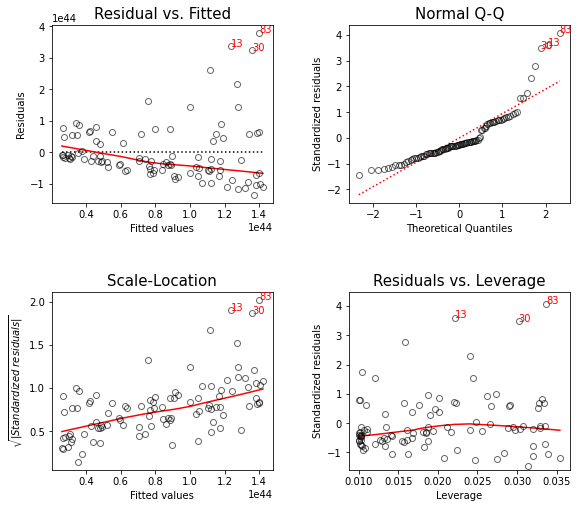 Residual vs. Fitted
1e44
4
3
2
1
0
−1
Residuals
83
13
30
0.4 0.6 0.8 1.0 1.2 1.4
Fitted values
1e44
Normal Q-Q
4
3
2
1
0
−1
−2
Standardized residuals
83
13
30
−2 −1 0 1 2
Theoretical Quantiles
Scale-Location
2.0
1.5
1.0
0.5
√|Standardized residuals|
83
13
30
0.4 0.6 0.8 1.0 1.2 1.4
Fitted values
1e44
Residuals vs. Leverage
4
3
2
1
0
−1
Standardized residuals
83
13
30
0.010 0.015 0.020 0.025 0.030 0.035
Leverage